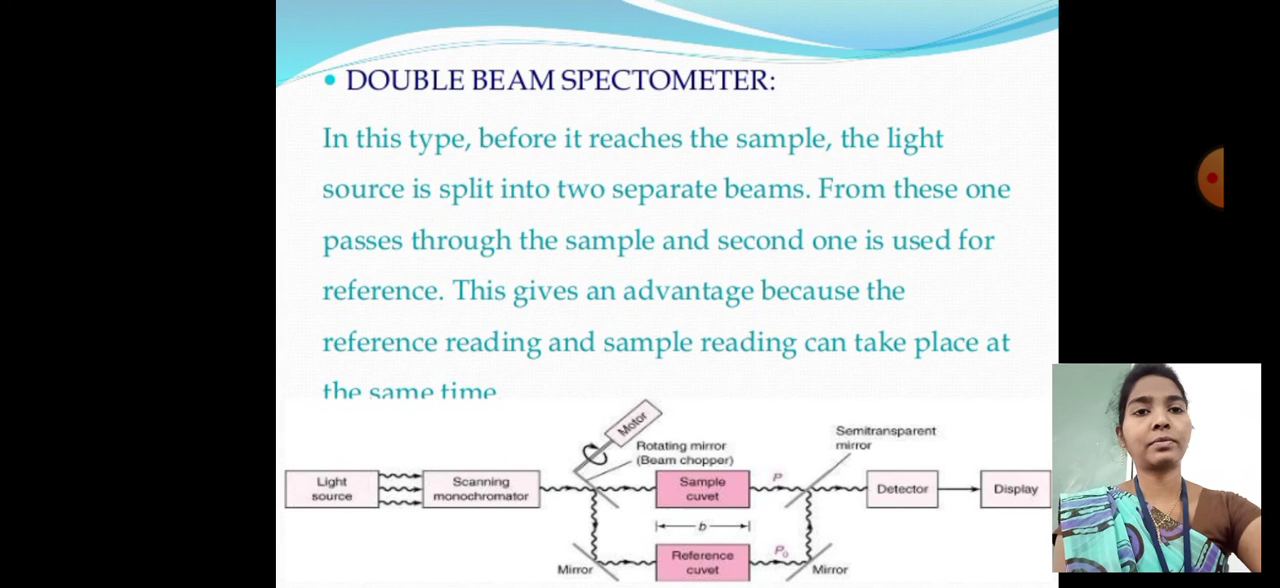 DOUBLE BEAM SPECTOMETER:
In this type, before it reaches the sample, the light
source is split into two separate beams. From these one
passes through the sample and second one is used for
reference. This gives an advantage because the
reference reading and sample reading can take place at
the same time
Motor
Rotating mirror
(Beam chopper)
Semitransparent
mirror
Light
source
Scanning
monochromator
Sample
cuvet
P
Detector
Display
b
Reference
cuvet
P₀
Mirror
Mirror